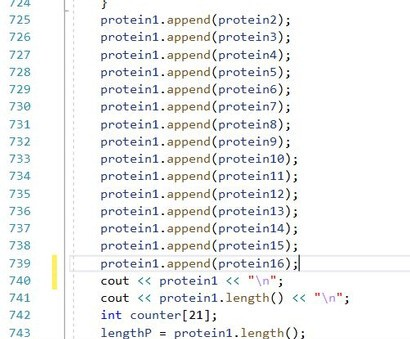 724 }
725 protein1.append(protein2);
726 protein1.append(protein3);
727 protein1.append(protein4);
728 protein1.append(protein5);
729 protein1.append(protein6);
730 protein1.append(protein7);
731 protein1.append(protein8);
732 protein1.append(protein9);
733 protein1.append(protein10);
734 protein1.append(protein11);
735 protein1.append(protein12);
736 protein1.append(protein13);
737 protein1.append(protein14);
738 protein1.append(protein15);
739 protein1.append(protein16);
740 cout << protein1 << "\n";
741 cout << protein1.length() << "\n";
742 int counter[21];
743 lengthP = protein1.length();